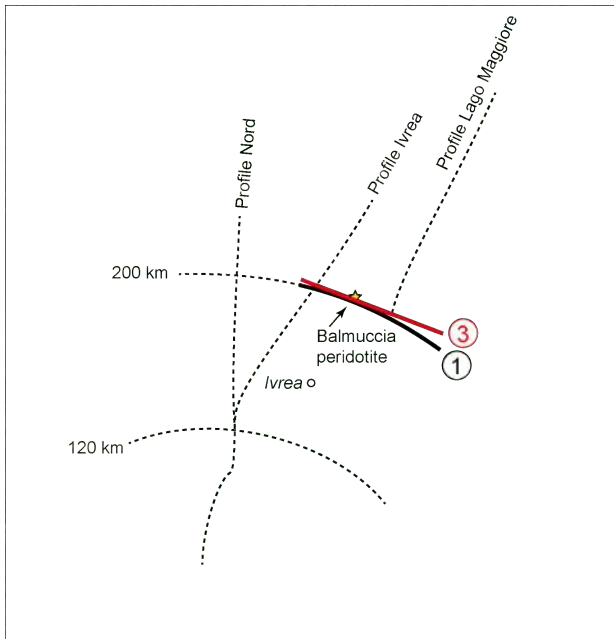 Profile Nord
Profile Ivrea
Profile Lago Maggiore
200 km
3
Balmuccia
peridotite
1
Ivrea
120 km